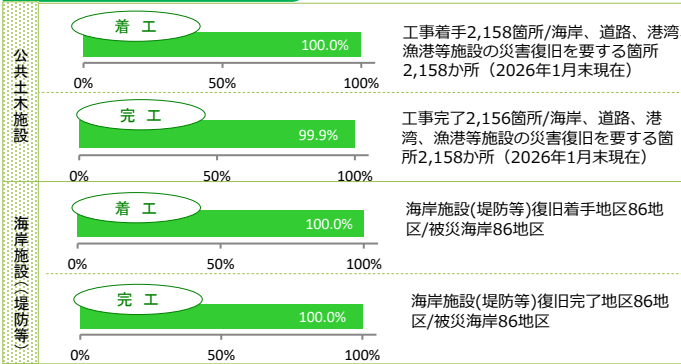 公共土木施設
着 工
100.0%
0% 50% 100%
工事着手2,158箇所/海岸、道路、港湾、
漁港等施設の災害復旧を要する箇所
2,158か所（2026年1月末現在）
完 工
99.9%
0% 50% 100%
工事完了2,156箇所/海岸、道路、港
湾、漁港等施設の災害復旧を要する箇
所2,158か所（2026年1月末現在）
海岸施設(（堤防等）
着 工
100.0%
0% 50% 100%
海岸施設(堤防等)復旧着手地区86地
区/被災海岸86地区
完 工
100.0%
0% 50% 100%
海岸施設(堤防等)復旧完了地区86地
区/被災海岸86地区